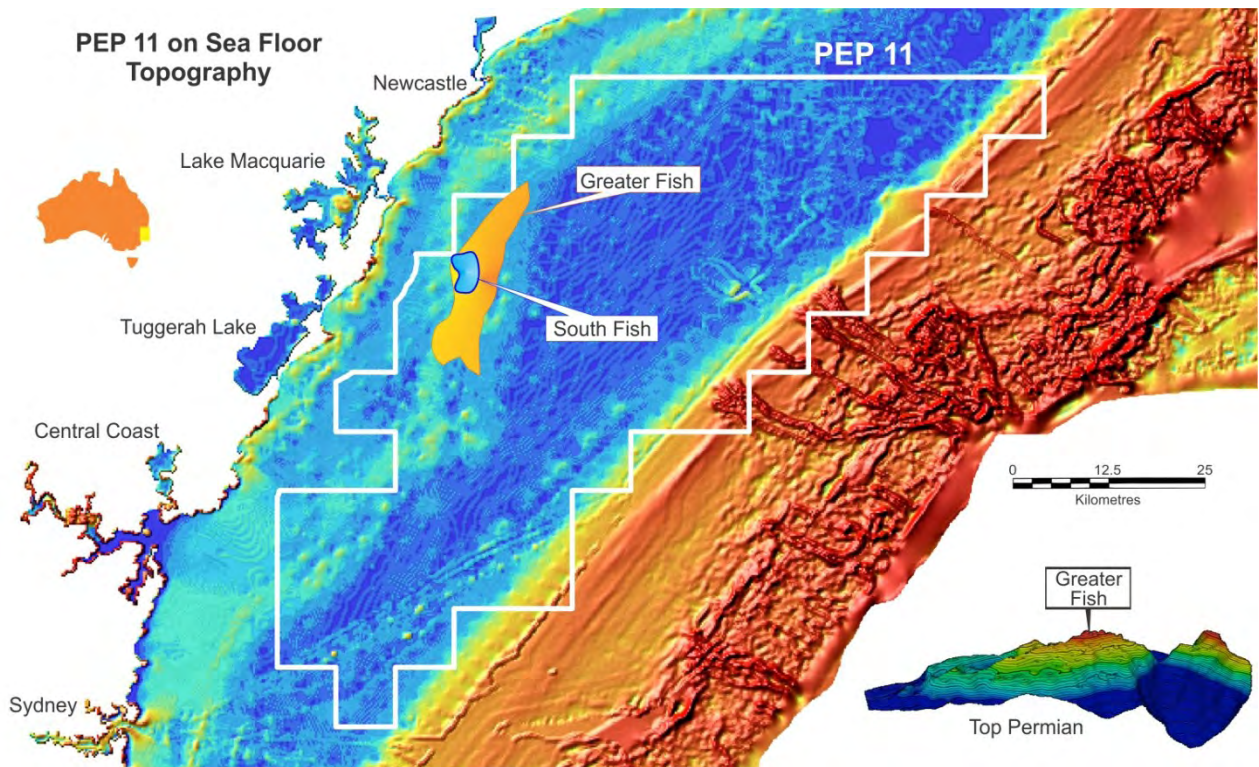 PEP 11 on Sea Floor
Topography
PEP 11
Newcastle
Lake Macquarie
Greater Fish
Tuggerah Lake
South Fish
Central Coast
0 12.5 25
Kilometres
Greater
Fish
Sydney
Top Permian